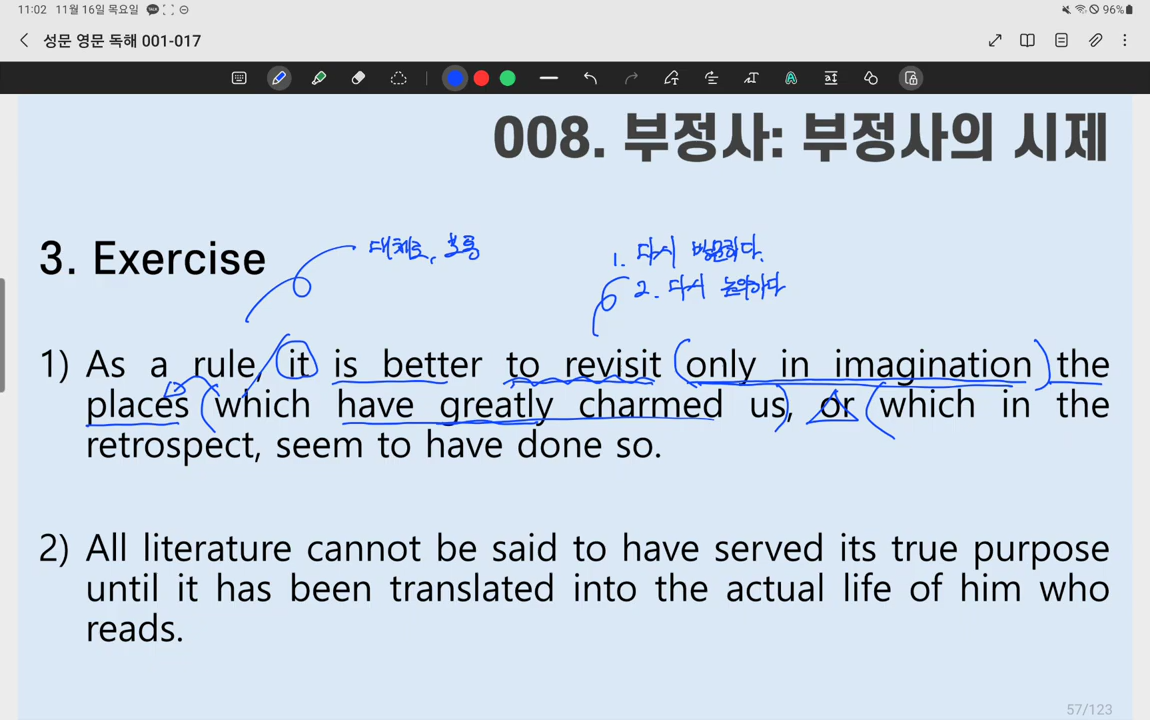 11:02 11월 16일 목요일 96%
성문 영문 독해 001-017
008. 부정사: 부정사의 시제
3. Exercise
대체로, 보통
1. 다시 방문하다.
2. 다시 논의하다
1) As a rule, it is better to revisit (only in imagination) the
places (which have greatly charmed us), or (which in the
retrospect, seem to have done so.
2) All literature cannot be said to have served its true purpose
until it has been translated into the actual life of him who
reads.
57/123